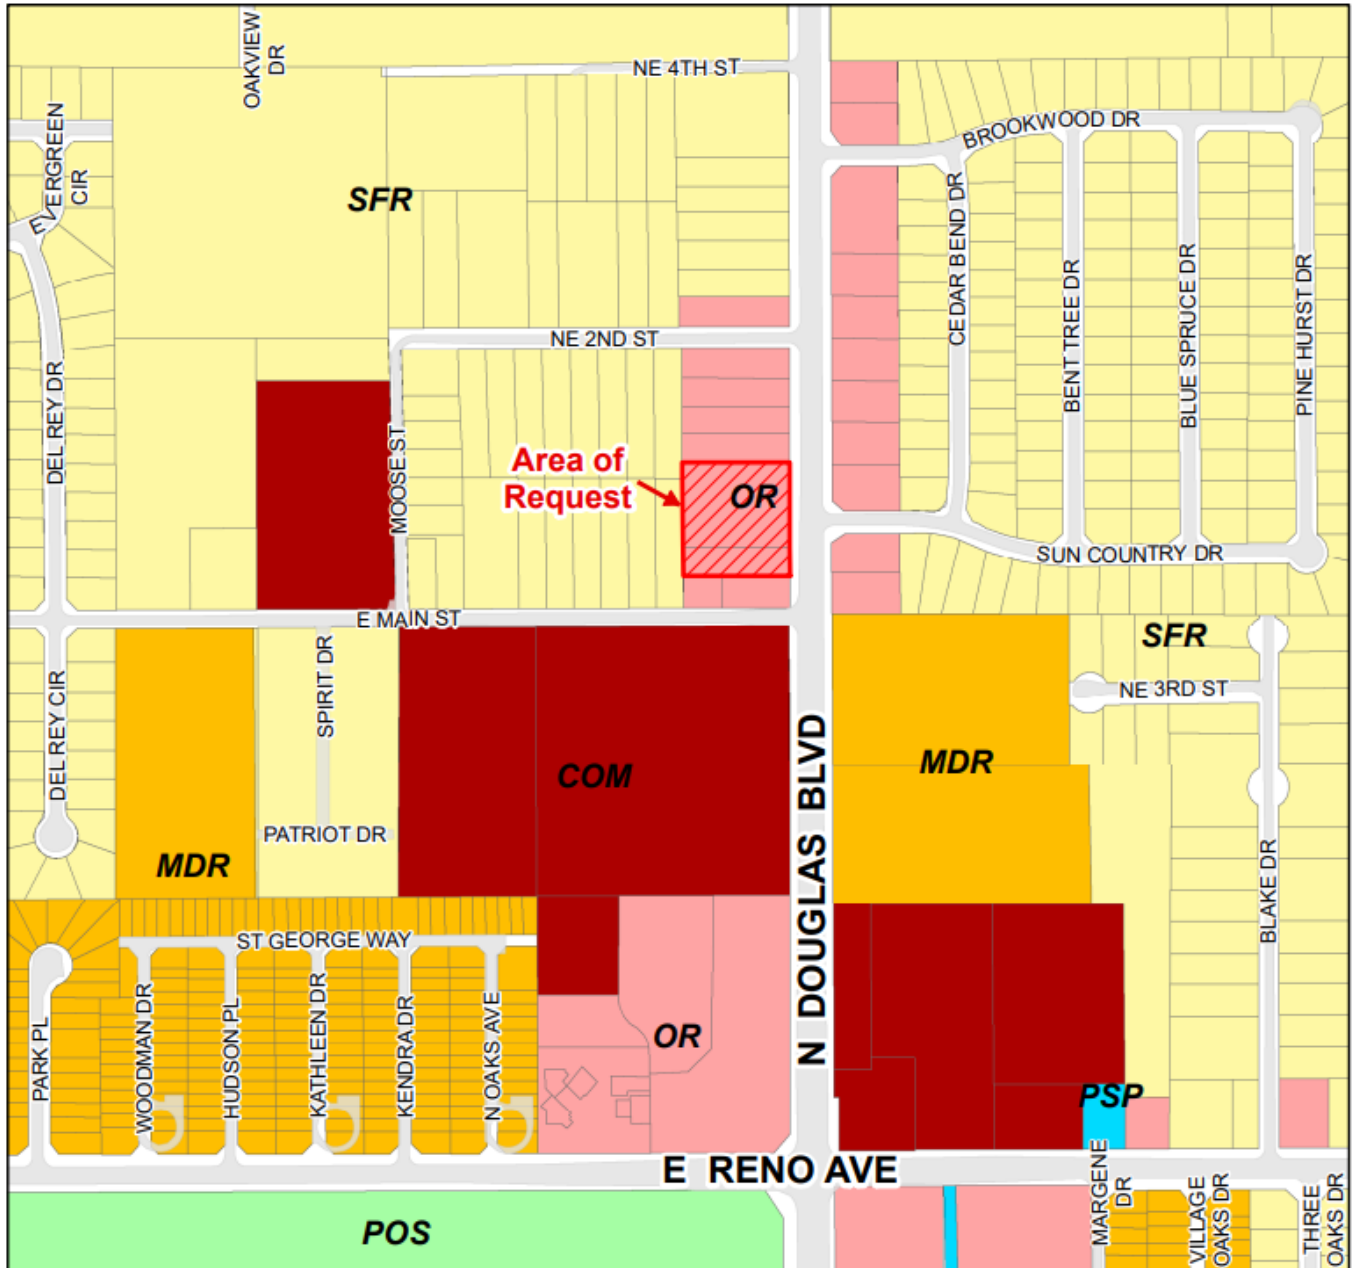 OAKVIEW
DR
NE 4TH ST
EVERGREEN
CIR
BROOKWOOD DR
SFR
CEDAR BEND DR
BENT TREE DR
BLUE SPRUCE DR
PINE HURST DR
NE 2ND ST
DEL REY DR
MOOSE ST
Area of
Request
OR
SUN COUNTRY DR
E MAIN ST
SPIRIT DR
SFR
NE 3RD ST
DEL REY CIR
COM
MDR
N DOUGLAS BLVD
PATRIOT DR
MDR
BLAKE DR
ST GEORGE WAY
PARK PL
WOODMAN DR
HUDSON PL
KATHLEEN DR
KENDRA DR
N OAKS AVE
OR
PSP
E RENO AVE
MARGENE
DR
VILLAGE
OAKS DR
THREE
OAKS DR
POS